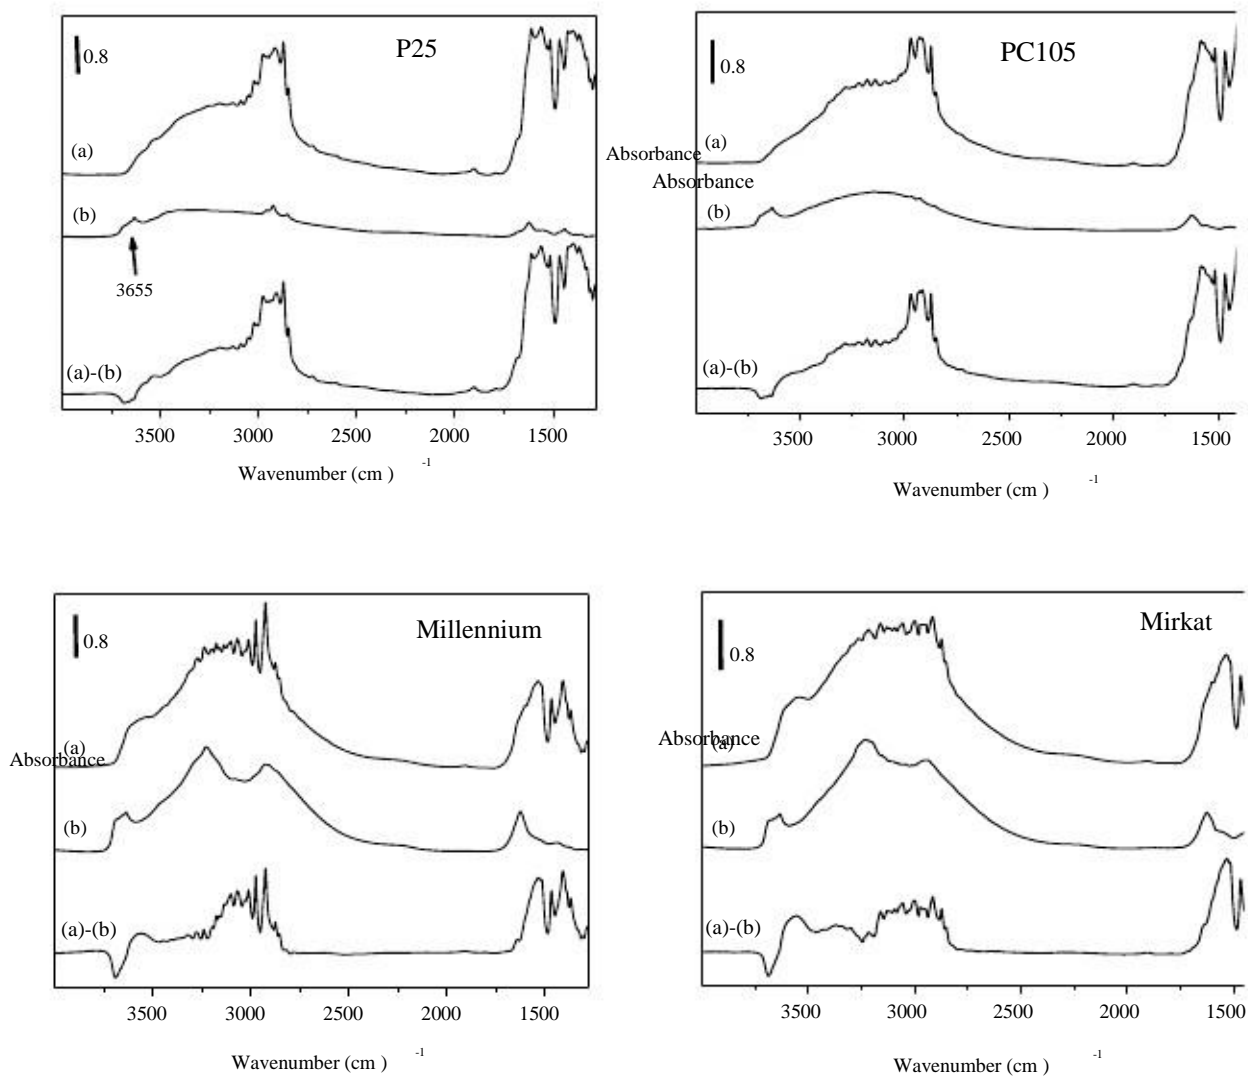 P25
0.8
(a)
(b)
3655
(a)-(b)
3500 3000 2500 2000 1500
Wavenumber (cm ) -1
PC105
0.8
(a)
Absorbance
Absorbance
(b)
(a)-(b)
3500 3000 2500 2000 1500
Wavenumber (cm ) -1
Millennium
0.8
(a)
Absorbance
(b)
(a)-(b)
3500 3000 2500 2000 1500
Wavenumber (cm ) -1
Mirkat
0.8
Absorbance
(a)
(b)
(a)-(b)
3500 3000 2500 2000 1500
Wavenumber (cm ) -1